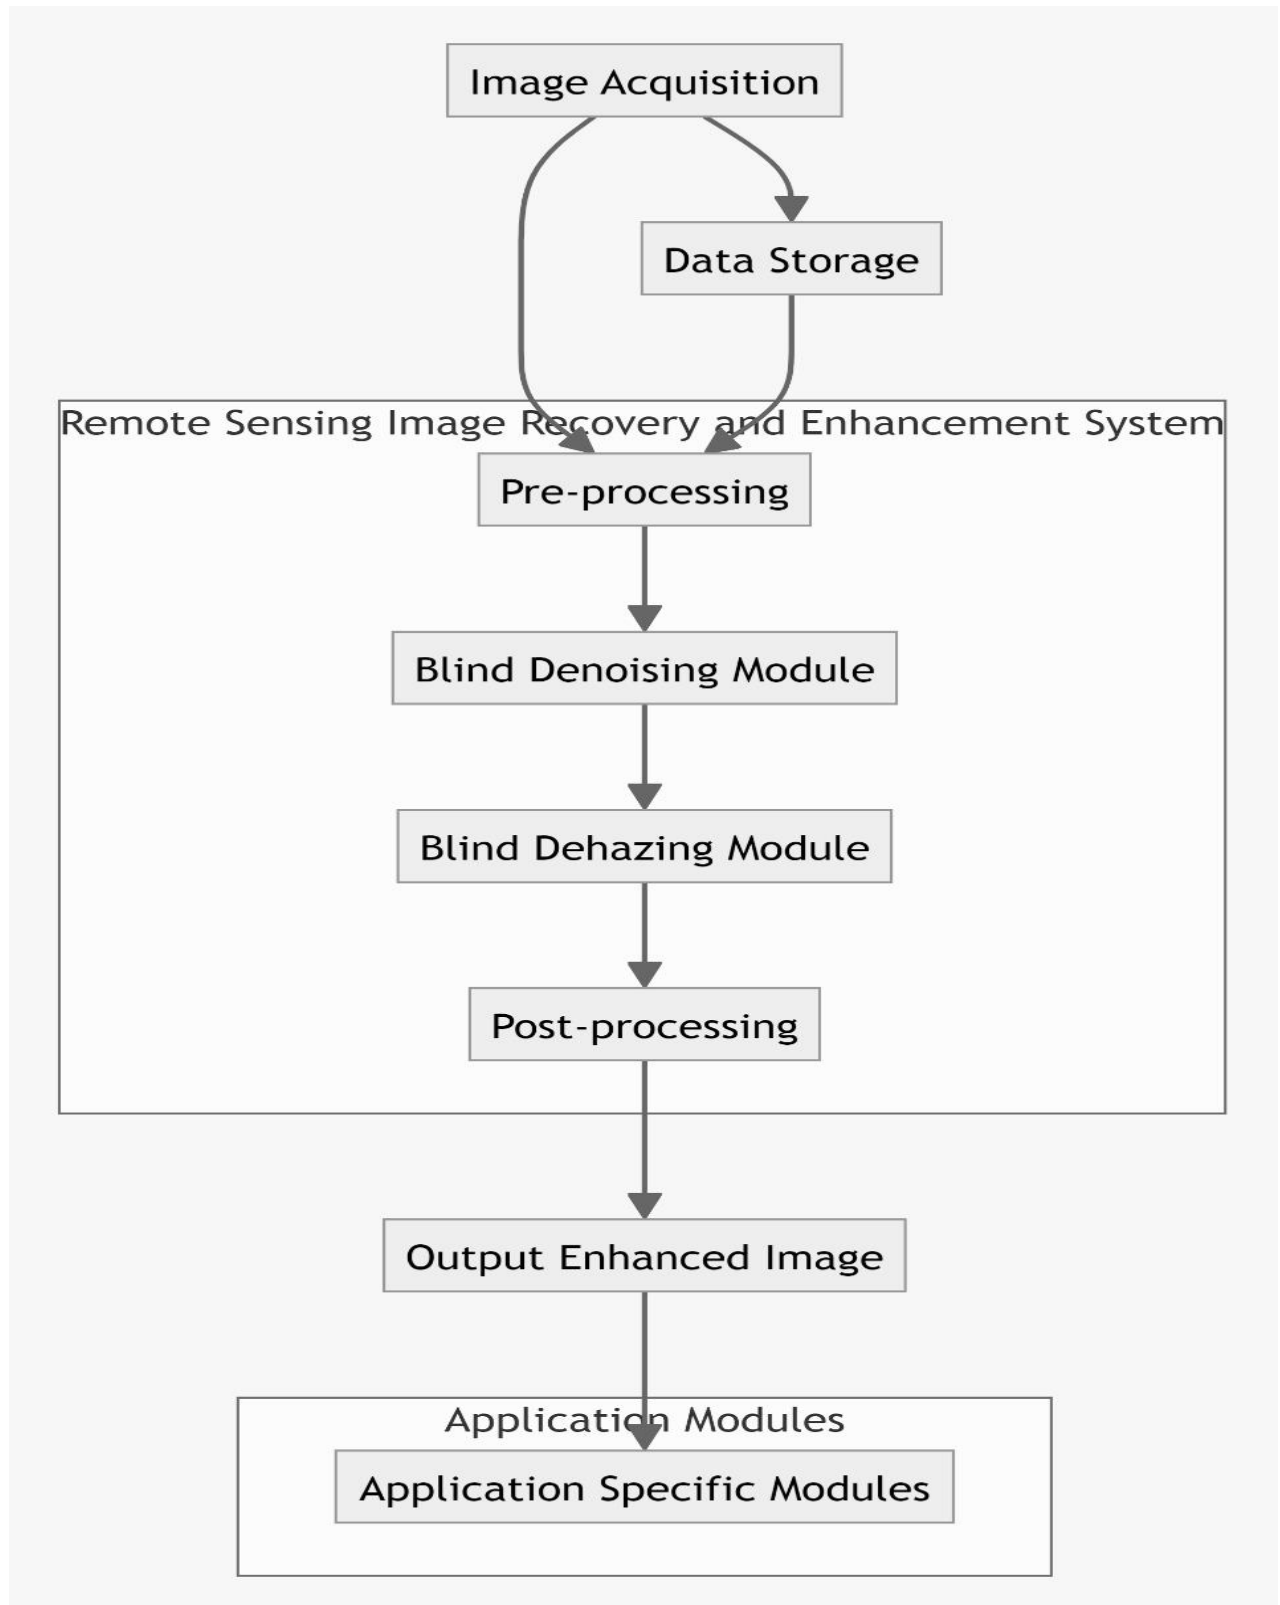 Image Acquisition
Data Storage
Remote Sensing Image Recovery and Enhancement System
Pre-processing
Blind Denoising Module
Blind Dehazing Module
Post-processing
Output Enhanced Image
Application Modules
Application Specific Modules